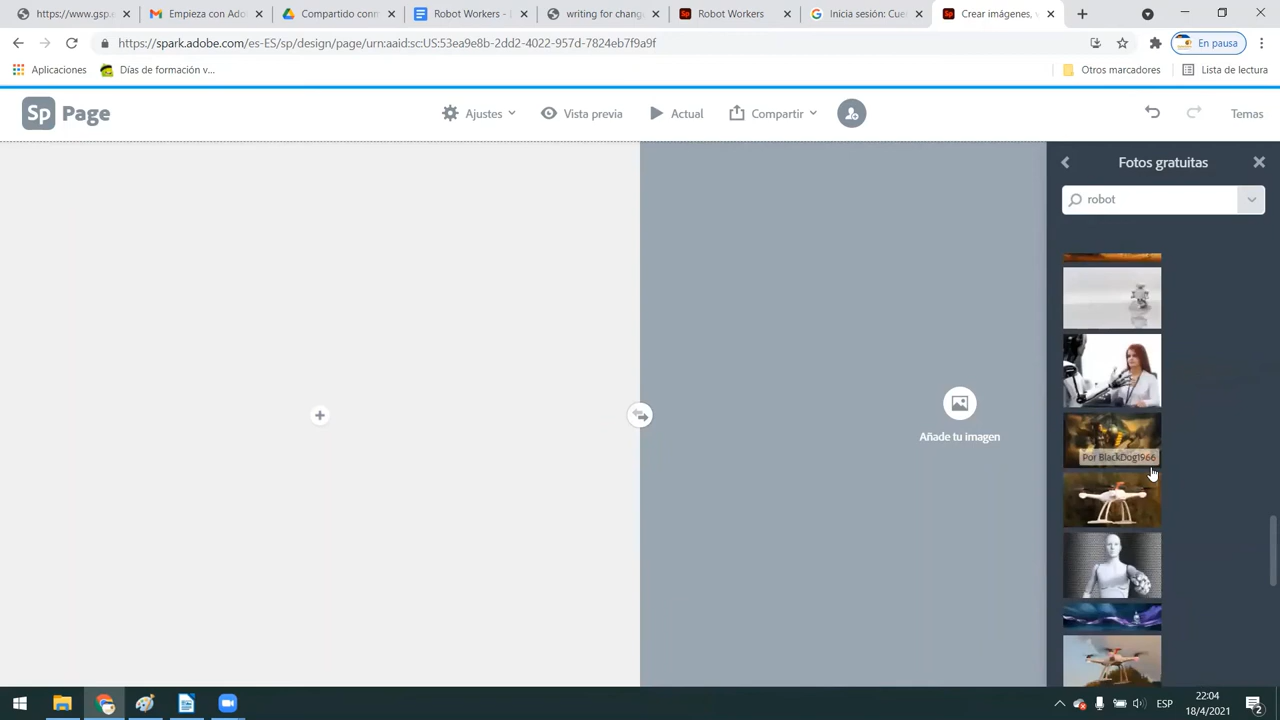 https://www.gsp.e
Empieza con Ado
Compartido conm
Robot Workers - D
writing for chang
Robot Workers
Inicia sesión: Cue
Crear imágenes, v
https://spark.adobe.com/es-ES/sp/design/page/urn:aaid:sc:US:53ea9e8b-2dd2-4022-957d-7824eb7f9a9f
En pausa
Aplicaciones
Días de formación v...
Otros marcadores
Lista de lectura
Sp Page
Ajustes
Vista previa
Actual
Compartir
Temas
Fotos gratuitas
robot
Añade tu imagen
Por BlackDog1966
ESP
22:04
18/4/2021
2